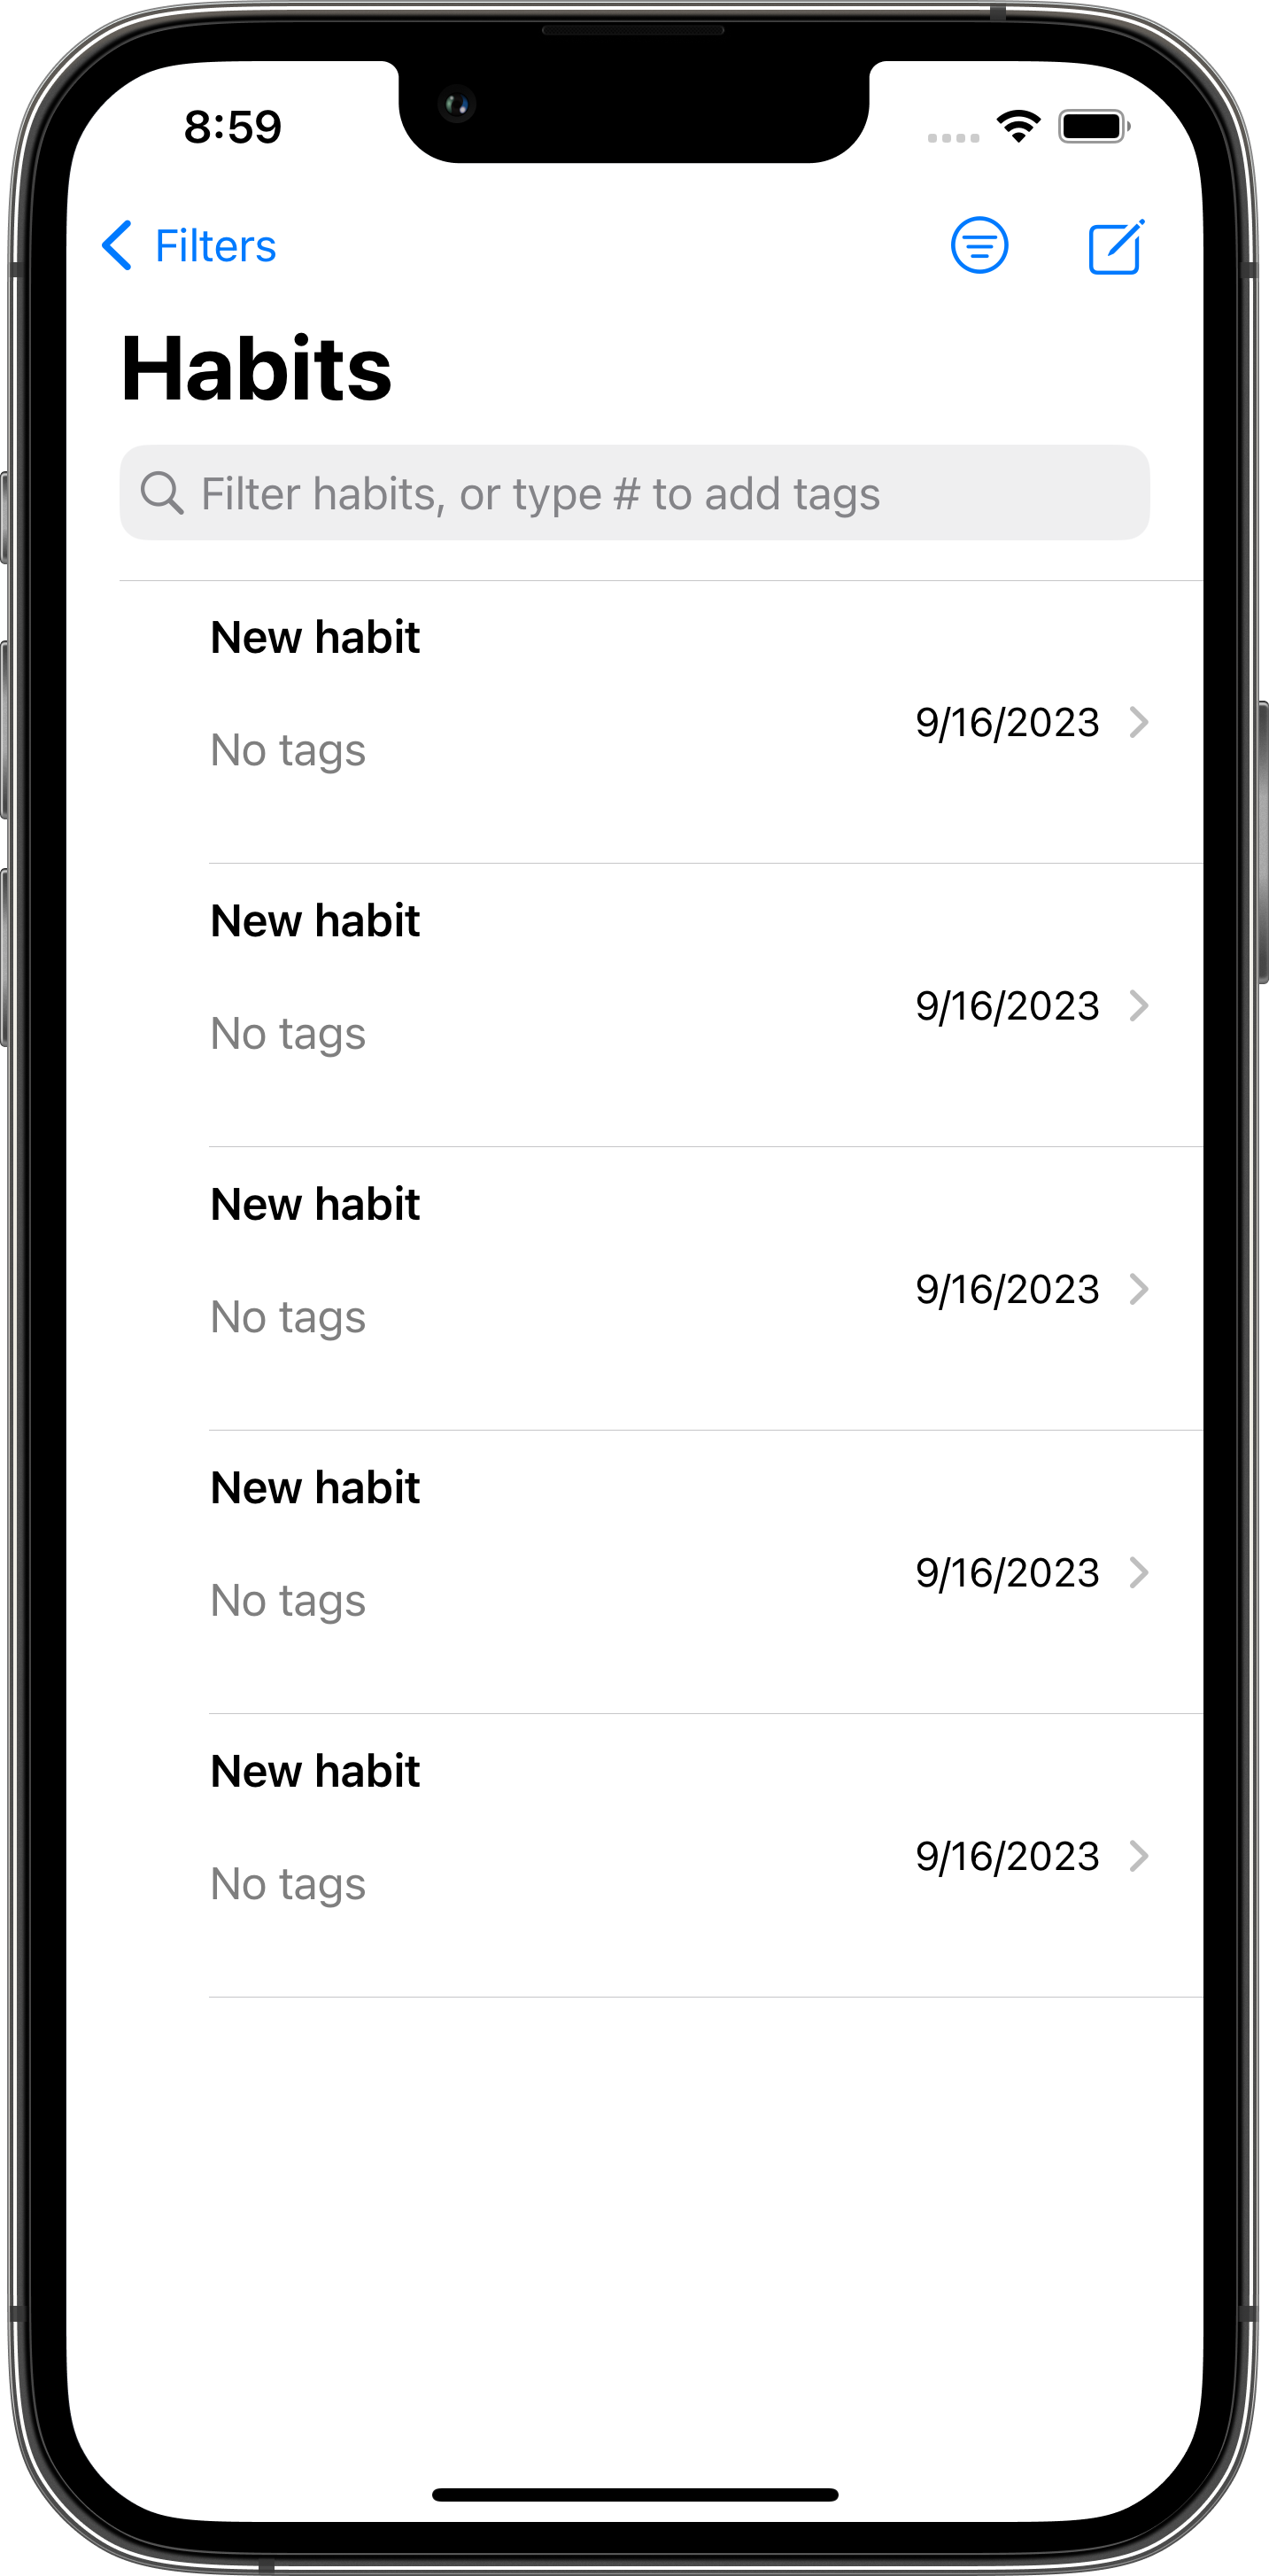 8:59
Filters
Habits
Filter habits, or type # to add tags
New habit
9/16/2023
No tags
New habit
9/16/2023
No tags
New habit
9/16/2023
No tags
New habit
9/16/2023
No tags
New habit
9/16/2023
No tags